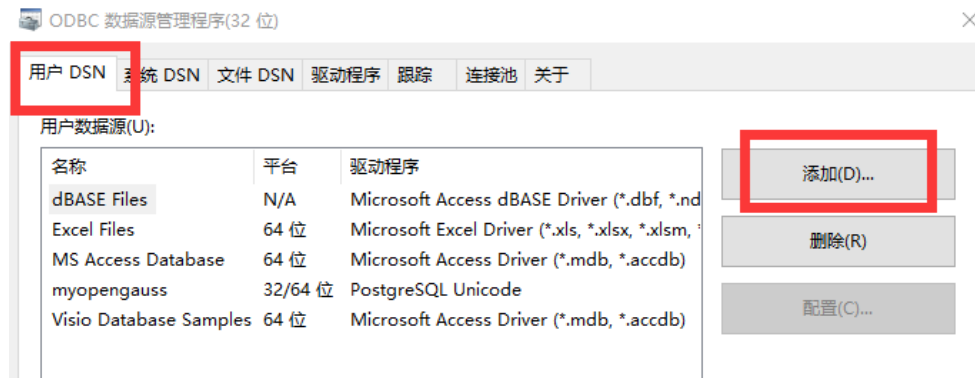 ODBC 数据源管理程序(32 位)
用户 DSN 系统 DSN 文件 DSN 驱动程序 跟踪 连接池 关于
用户数据源(U):
名称 平台 驱动程序
dBASE Files N/A Microsoft Access dBASE Driver (*.dbf, *.nd
Excel Files 64 位 Microsoft Excel Driver (*.xls, *.xlsx, *.xlsm, *
MS Access Database 64 位 Microsoft Access Driver (*.mdb, *.accdb)
myopengauss 32/64 位 PostgreSQL Unicode
Visio Database Samples 64 位 Microsoft Access Driver (*.mdb, *.accdb)
添加(D)...
删除(R)
配置(C)...